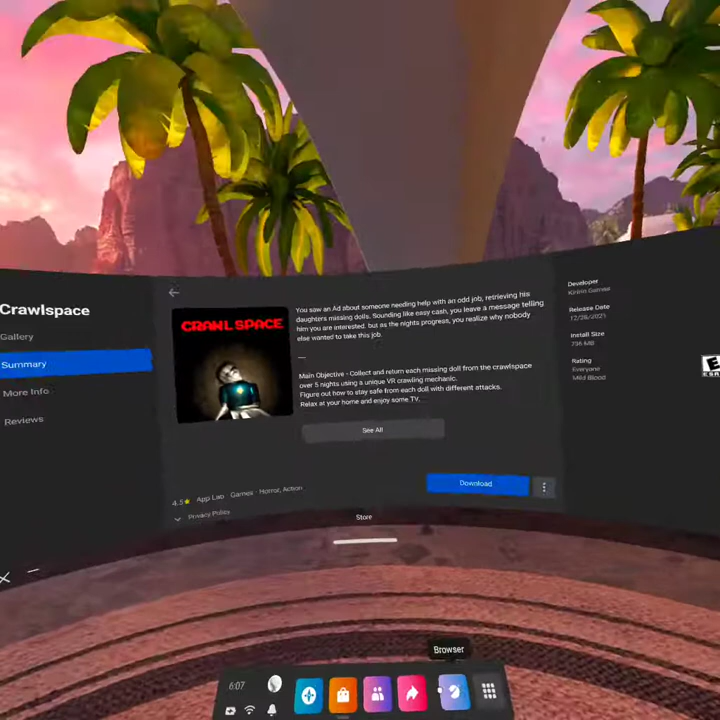 Crawlspace
Gallery
Summary
More Info
Reviews
CRAWLSPACE
You saw an Ad about someone needing help with an odd job, retrieving his
daughters missing dolls. Sounding like easy cash, you leave a message telling
him you are interested. but as the nights progress, you realize why nobody
else wanted to take this job.
—
Main Objective - Collect and return each missing doll from the crawlspace
over 5 nights using a unique VR crawling mechanic.
Figure out how to stay safe from each doll with different attacks.
Relax at your home and enjoy some TV.
See All
4.5★ App Lab · Games · Horror, Action
Privacy Policy
Download
Developer
Release Date
12/28/2021
Install Size
Rating
Everyone
Mild Blood
Store
Browser
6:07